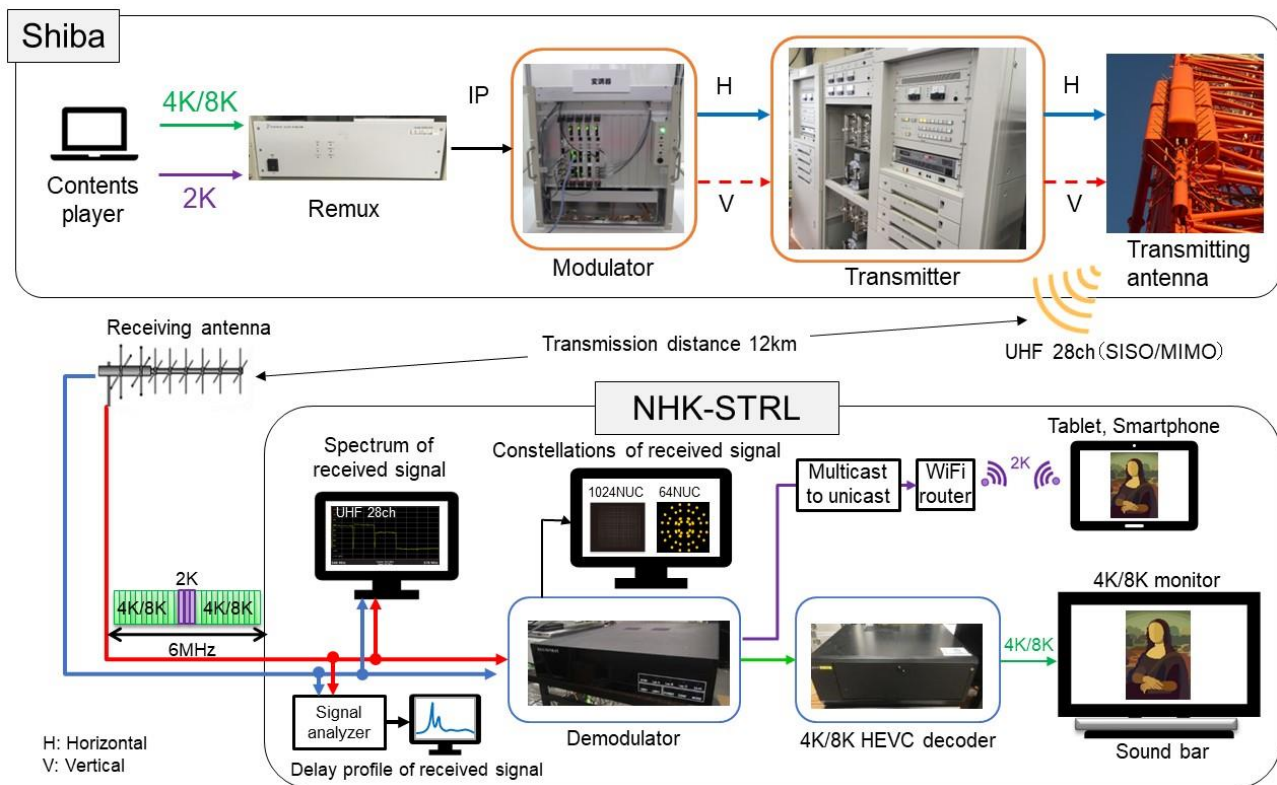 Shiba
4K/8K
2K
Contents
player
Remux
IP
変調器
Modulator
H
V
Transmitter
H
V
Transmitting
antenna
Receiving antenna
Transmission distance 12km
UHF 28ch(SISO/MIMO)
NHK-STRL
Spectrum of
received signal
UHF 28ch
Constellations of received signal
1024NUC
64NUC
Multicast
to unicast
WiFi
router
2K
Tablet, Smartphone
2K
4K/8K
4K/8K
6MHz
Signal
analyzer
Delay profile of received signal
Demodulator
4K/8K HEVC decoder
4K/8K
4K/8K monitor
Sound bar
H: Horizontal
V: Vertical